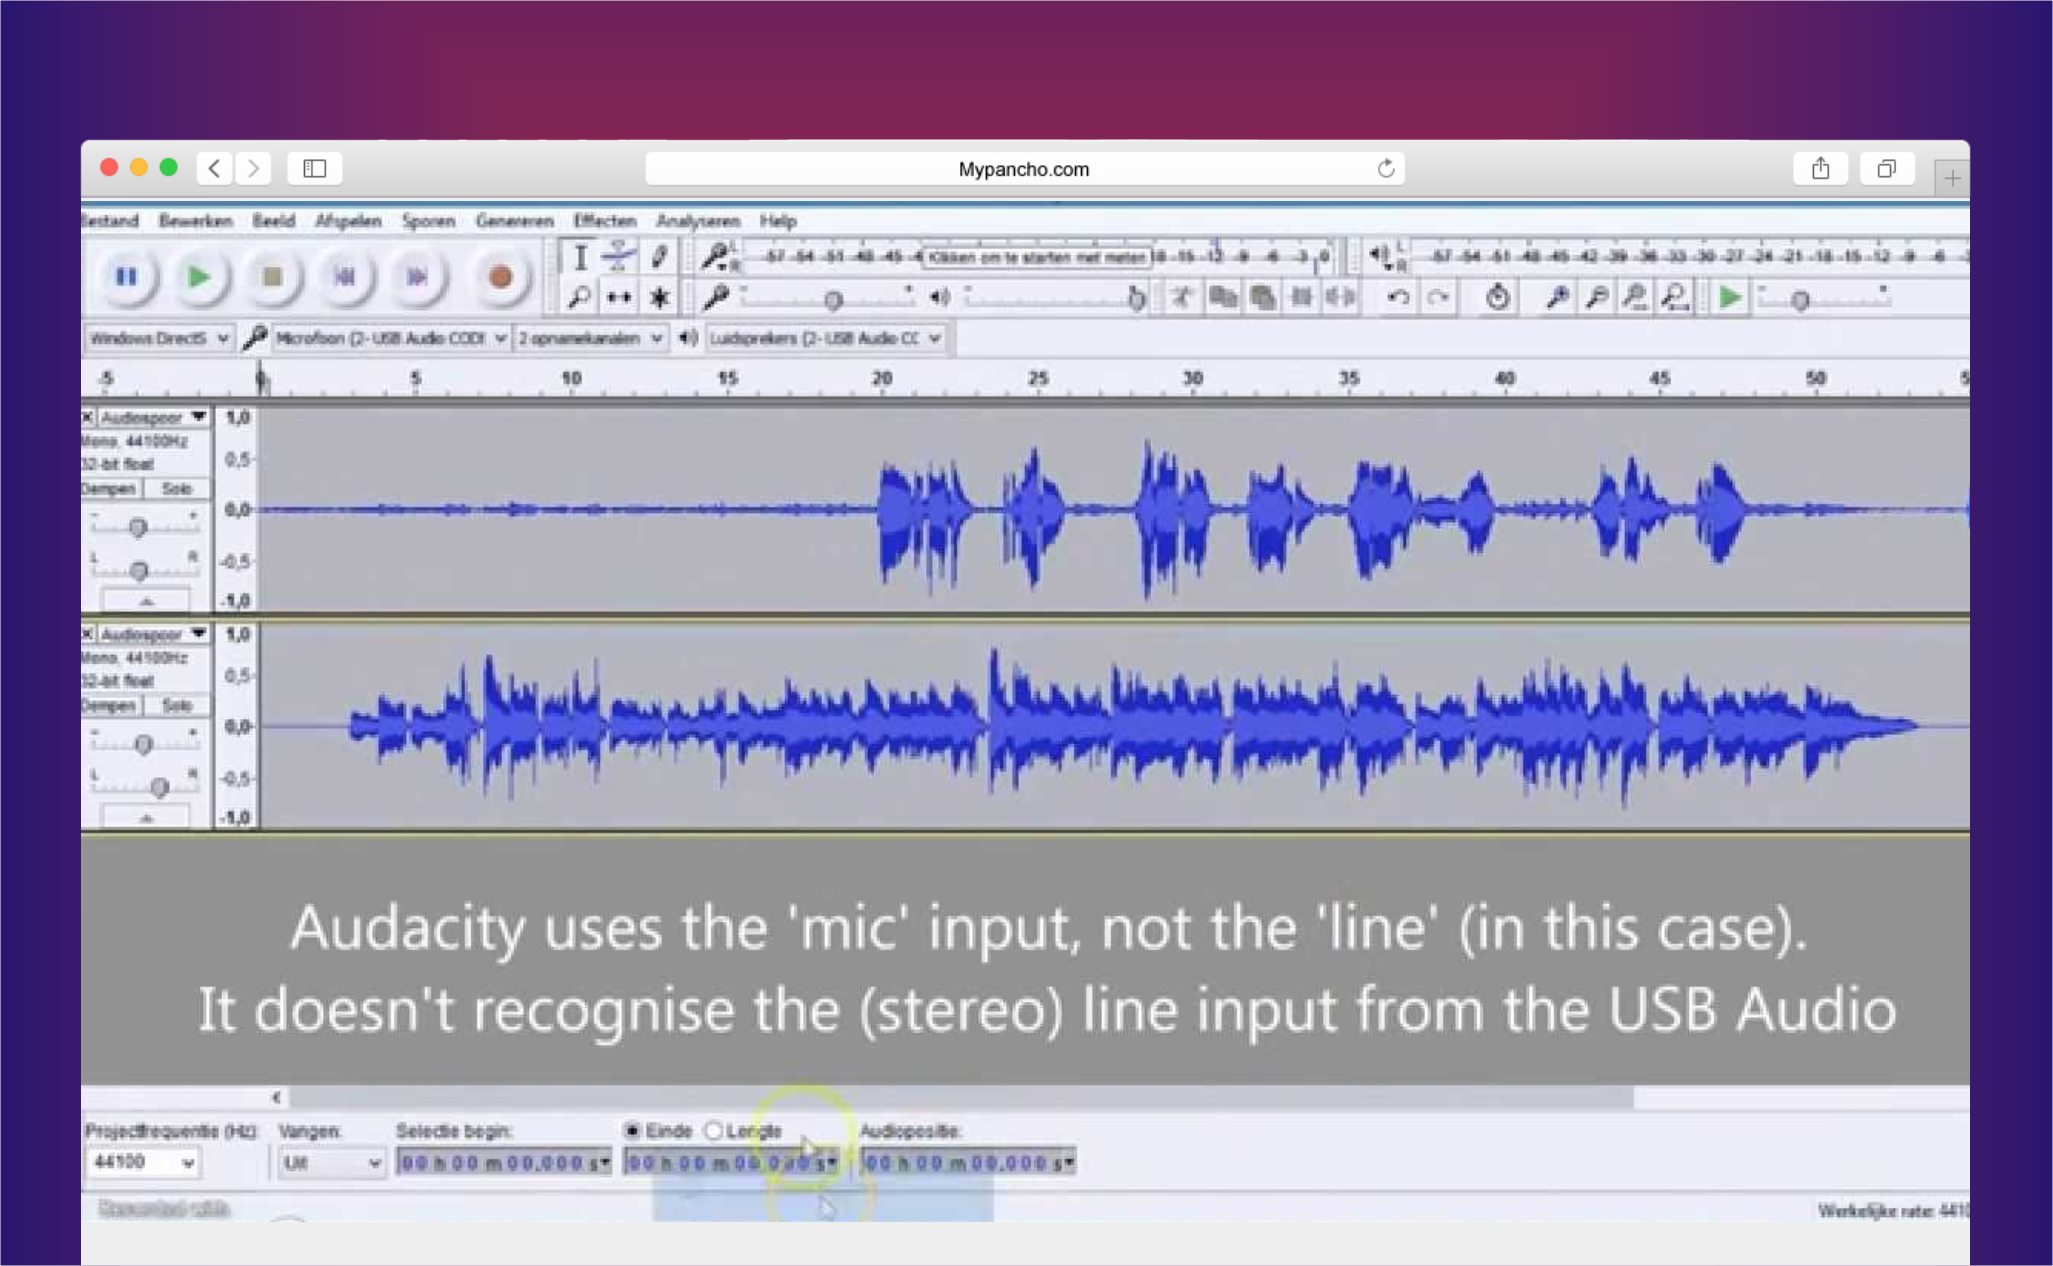 Mypancho.com
Bestand Bewerken Beeld Afspelen Sporen Genereren Effecten Analyseren Help
L -57 -54 -51 -48 -45 -4 Klikken om te starten met meten 18 -15 -12 -9 -6 -3 0 L -57 -54 -51 -48 -45 -42 -39 -36 -33 -30 -27 -24 -21 -18 -15 -12 -9 -6 -3
R R
Windows DirectS Microfoon (2- USB Audio CODE 2 opnamekanalen Luidsprekers (2- USB Audio CC
-5 0 5 10 15 20 25 30 35 40 45 50 5
X Audiospoor 1,0
Mono, 44100Hz
32-bit float 0,5
Dempen Solo
- + 0,0
L R -0,5
-1,0
X Audiospoor 1,0
Mono, 44100Hz
32-bit float 0,5
Dempen Solo
- + 0,0
L R -0,5
-1,0
Audacity uses the 'mic' input, not the 'line' (in this case).
It doesn't recognise the (stereo) line input from the USB Audio
Projectfrequentie (Hz): Vangen: Selectie begin: Einde Lengte Audiopositie:
44100 Uit 00 h 00 m 00.000 s 00 h 00 m 00.000 s 00 h 00 m 00.000 s
Recorded with
Werkelijke rate: 4410